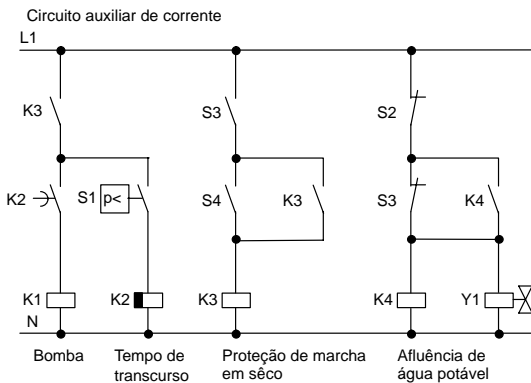 Circuito auxiliar de corrente
L1
K3
S3
S2
K2
S1 p<
S4
K3
S3
K4
K1
K2
K3
K4
Y1
N
Bomba
Tempo de
transcurso
Proteção de marcha
em sêco
Afluência de
água potável